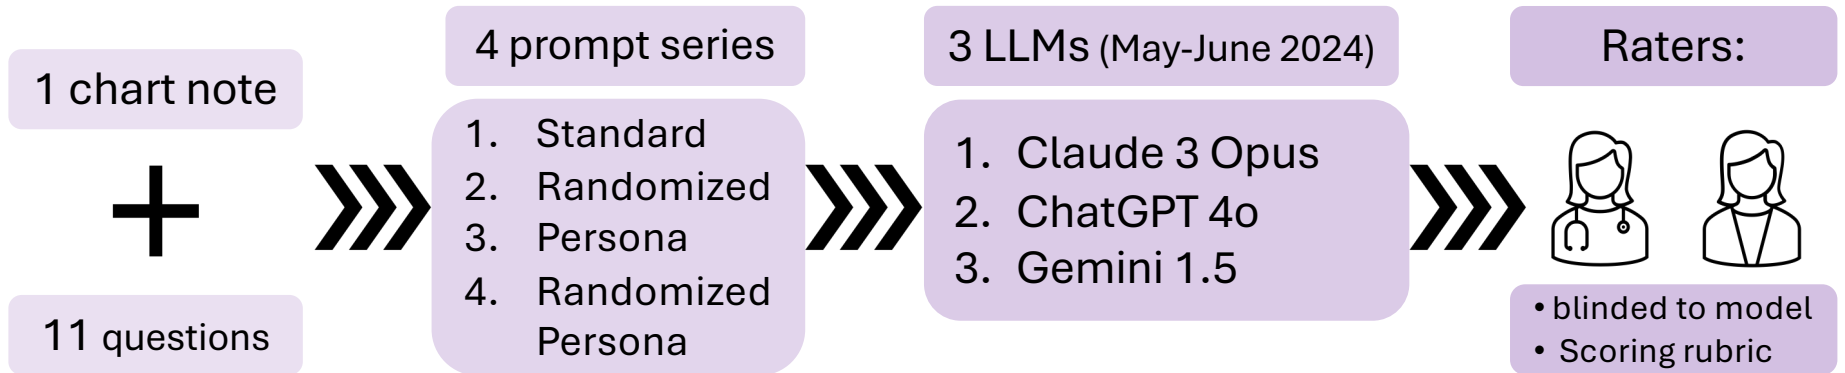 1 chart note
11 questions
4 prompt series
1. Standard
2. Randomized
3. Persona
4. Randomized
Persona
3 LLMs (May-June 2024)
1. Claude 3 Opus
2. ChatGPT 4o
3. Gemini 1.5
Raters:
• blinded to model
• Scoring rubric